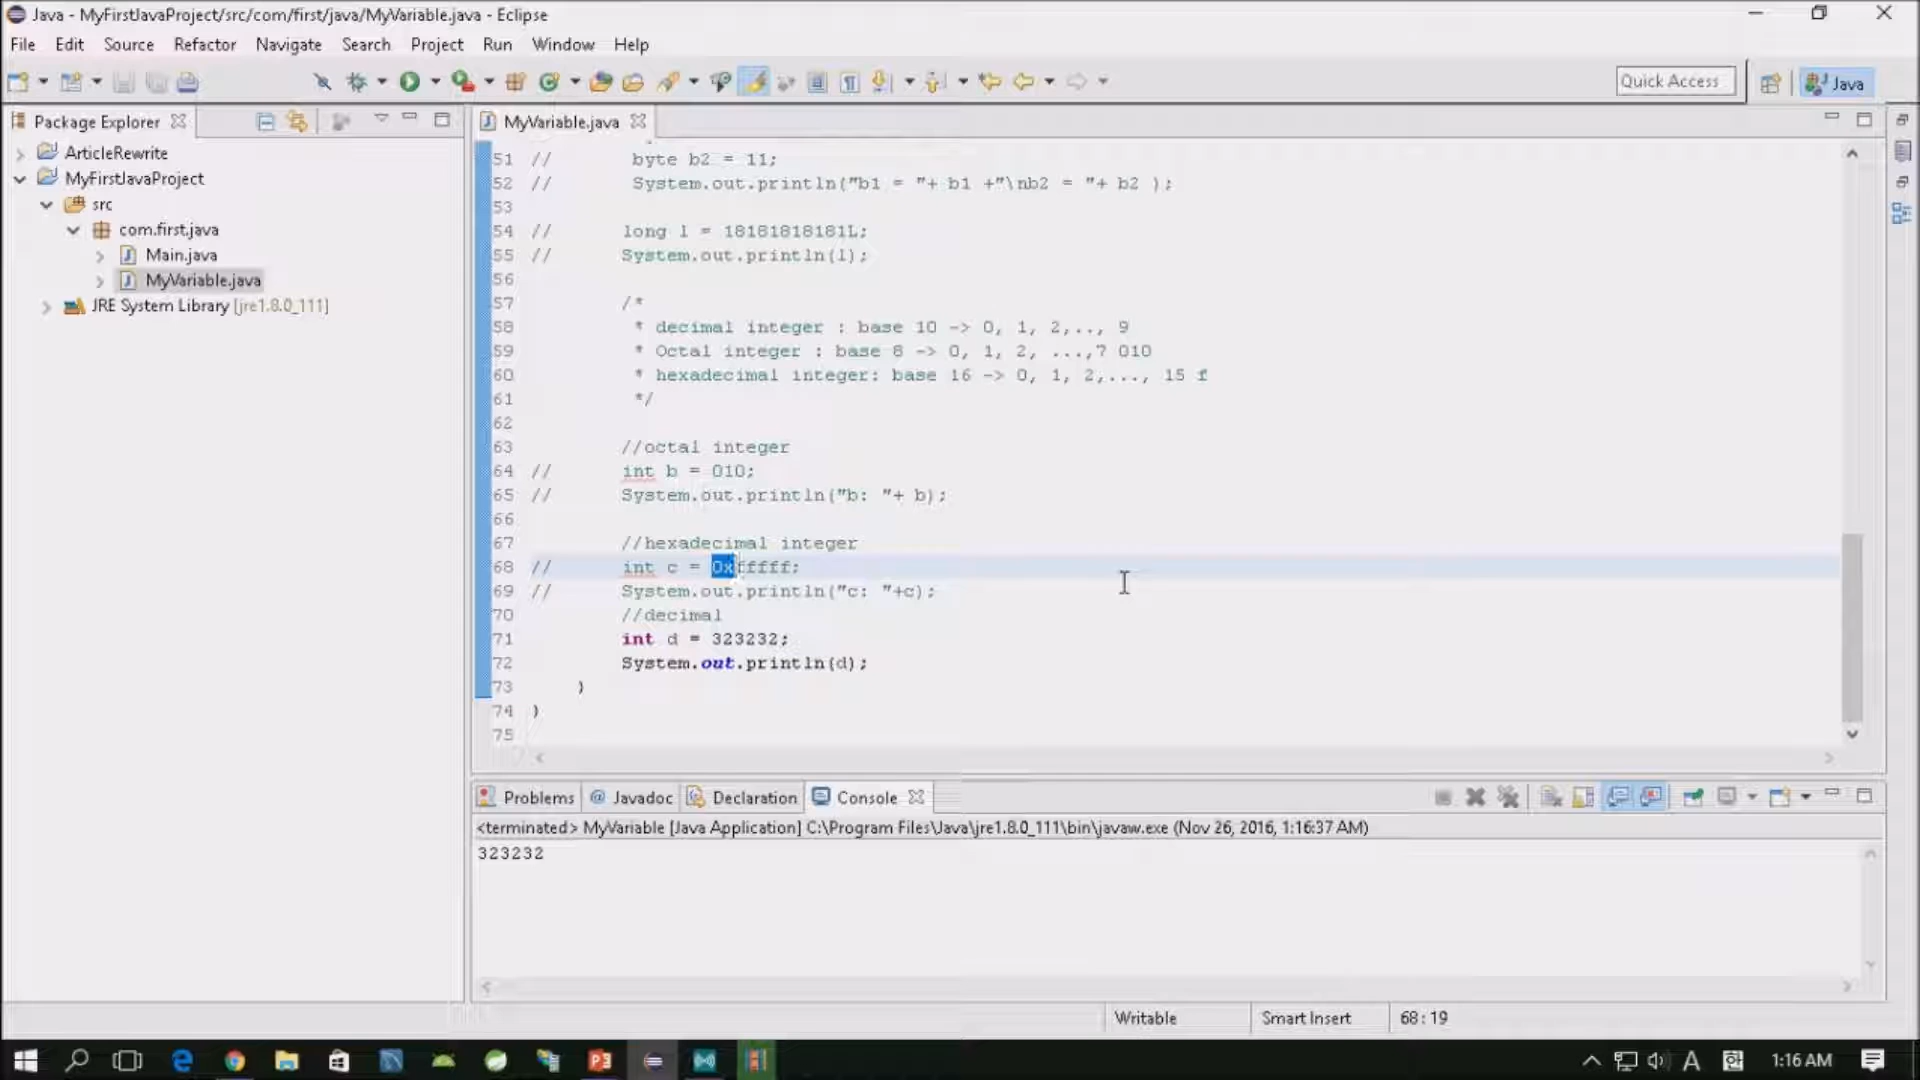 Java - MyFirstJavaProject/src/com/first/java/MyVariable.java - Eclipse
File Edit Source Refactor Navigate Search Project Run Window Help
Quick Access
Java
Package Explorer
ArticleRewrite
MyFirstJavaProject
src
com.first.java
Main.java
MyVariable.java
JRE System Library [jre1.8.0_111]
MyVariable.java
51 // byte b2 = 11;
52 // System.out.println("b1 = "+ b1 +"\nb2 = "+ b2 );
53
54 // long l = 18181818181L;
55 // System.out.println(l);
56
57 /*
58 * decimal integer : base 10 -> 0, 1, 2,.., 9
59 * Octal integer : base 8 -> 0, 1, 2, ...,7 010
60 * hexadecimal integer: base 16 -> 0, 1, 2,..., 15 f
61 */
62
63 //octal integer
64 // int b = 010;
65 // System.out.println("b: "+ b);
66
67 //hexadecimal integer
68 // int c = 0xfffff;
69 // System.out.println("c: "+c);
70 //decimal
71 int d = 323232;
72 System.out.println(d);
73 }
74 }
75
Problems @ Javadoc Declaration Console
<terminated> MyVariable [Java Application] C:\Program Files\Java\jre1.8.0_111\bin\javaw.exe (Nov 26, 2016, 1:16:37 AM)
323232
Writable Smart Insert 68 : 19
A 1:16 AM